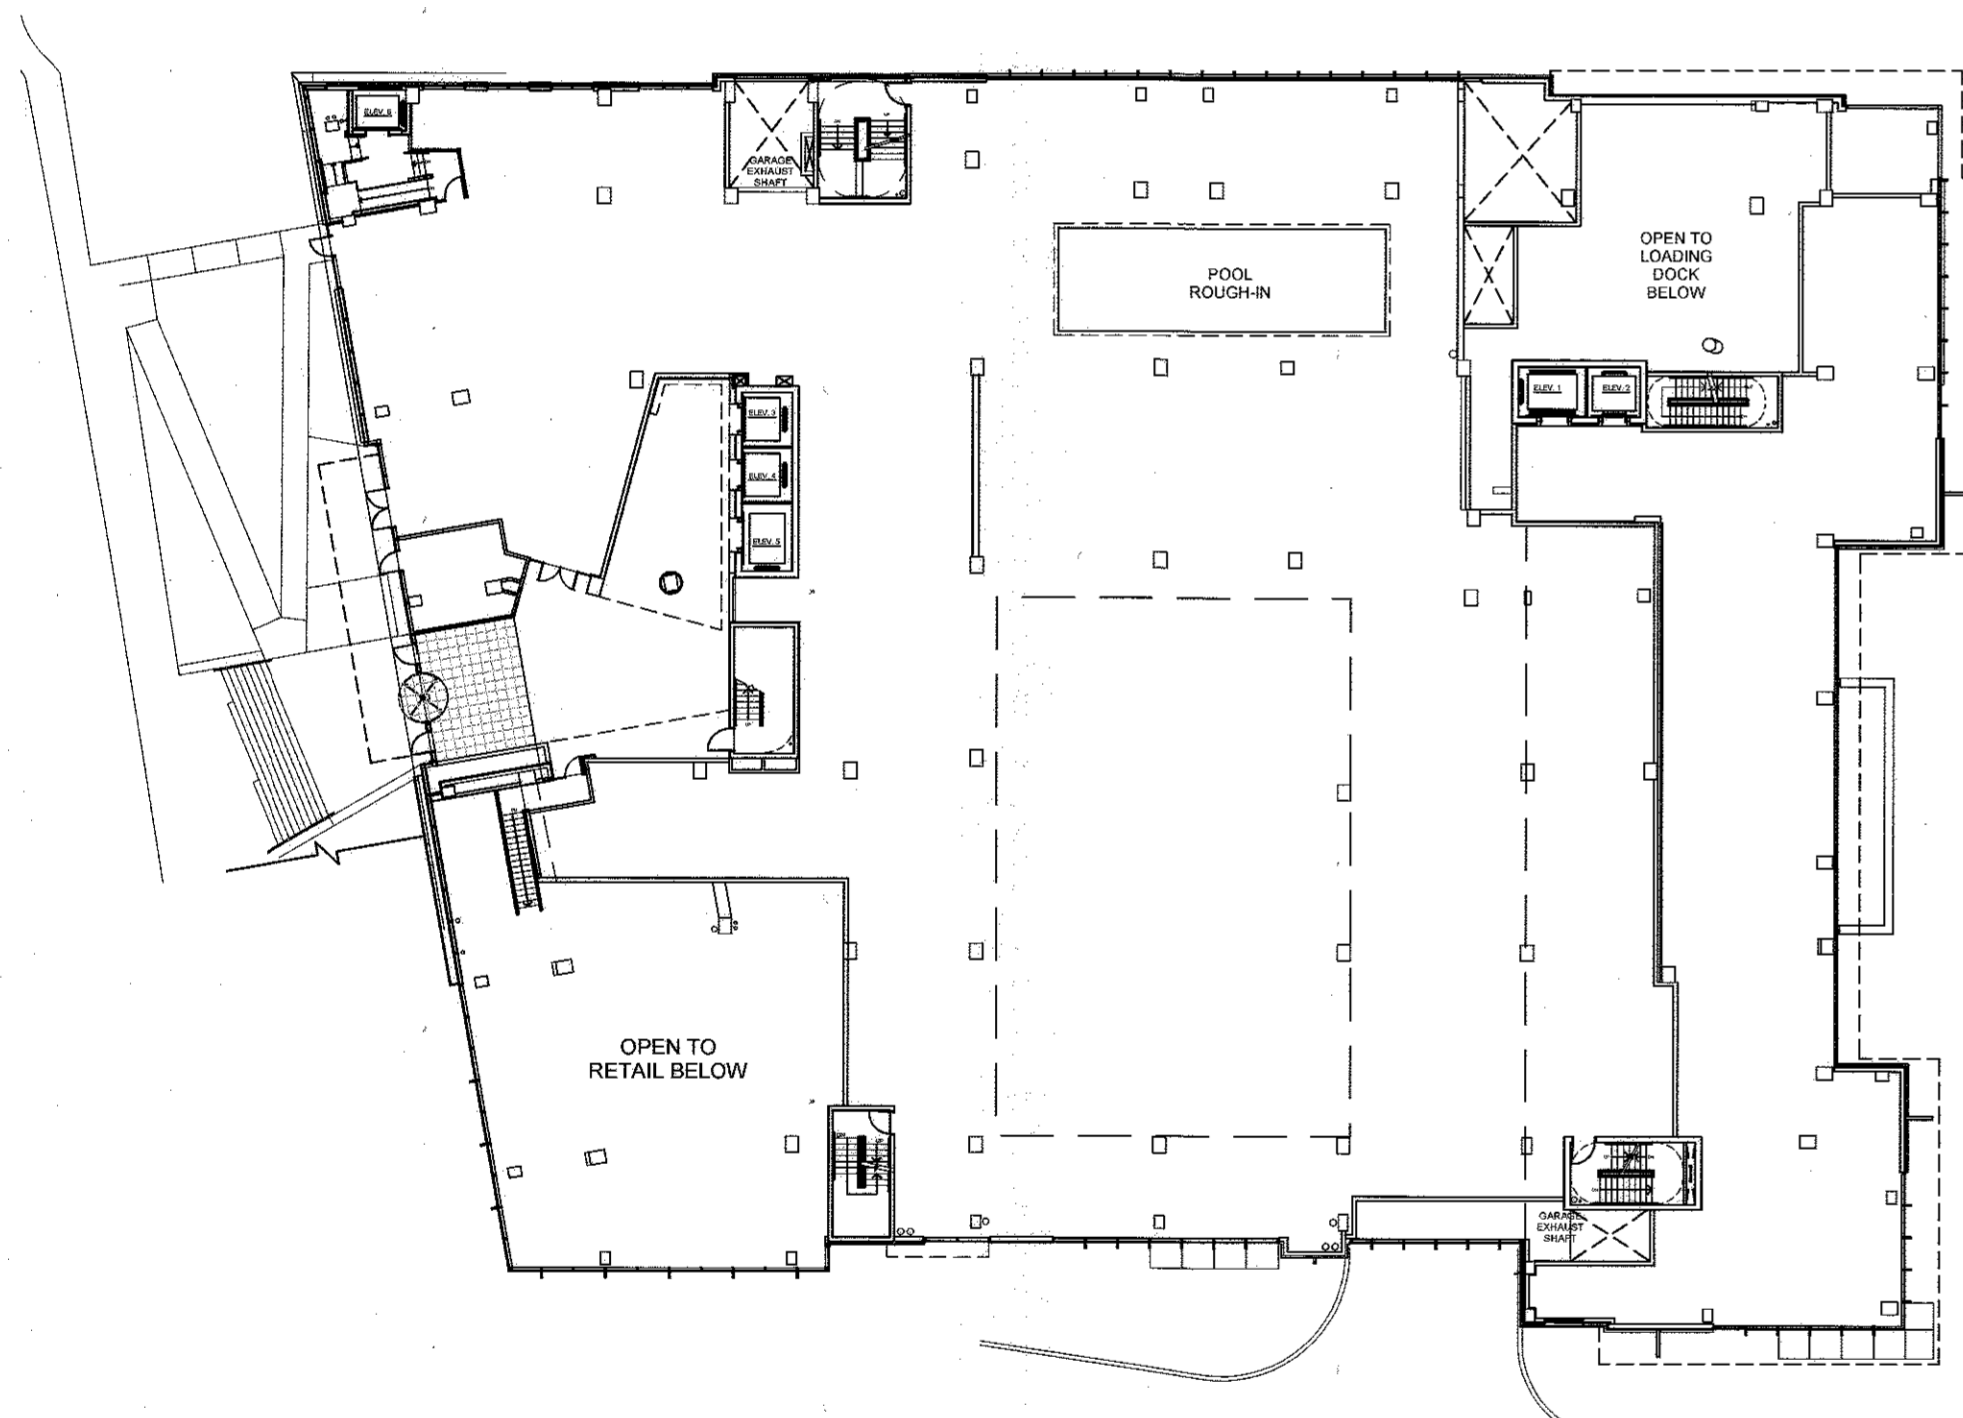 ELEV. 6
GARAGE
EXHAUST
SHAFT
OPEN TO
LOADING
DOCK
BELOW
POOL
ROUGH-IN
ELEV. 1
ELEV. 2
ELEV. 3
ELEV. 4
ELEV. 5
OPEN TO
RETAIL BELOW
GARAGE
EXHAUST
SHAFT